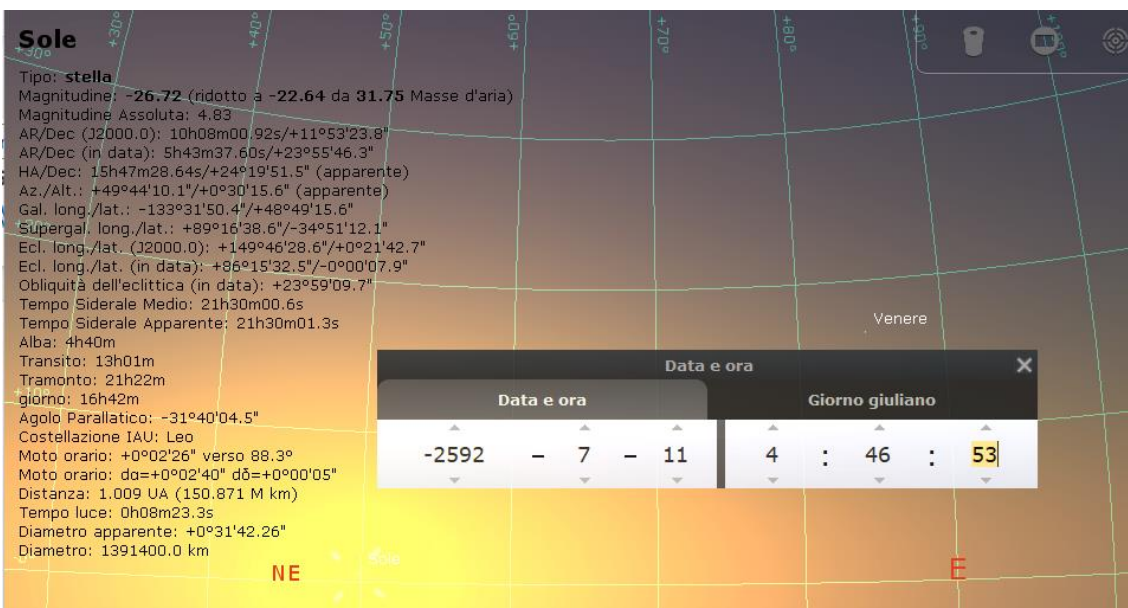 +30°
+40°
+50°
+60°
+70°
+80°
Sole
Tipo: stella
Magnitudine: -26.72 (ridotto a -22.64 da 31.75 Masse d'aria)
Magnitudine Assoluta: 4.83
AR/Dec (J2000.0): 10h08m00.92s/+11°53'23.8"
AR/Dec (in data): 5h43m37.60s/+23°55'46.3"
HA/Dec: 15h47m28.64s/+24°19'51.5" (apparente)
Az./Alt.: +49°44'10.1"/+0°30'15.6" (apparente)
Gal. long./lat.: -133°31'50.4"/+48°49'15.6"
Supergal. long./lat.: +89°16'38.6"/-34°51'12.1"
Ecl. long./lat. (J2000.0): +149°46'28.6"/+0°21'42.7"
Ecl. long./lat. (in data): +86°15'32.5"/-0°00'07.9"
Obliquità dell'eclittica (in data): +23°59'09.7"
Tempo Siderale Medio: 21h30m00.6s
Tempo Siderale Apparente: 21h30m01.3s
Alba: 4h40m
Transito: 13h01m
Tramonto: 21h22m
giorno: 16h42m
Agolo Parallatico: -31°40'04.5"
Costellazione IAU: Leo
Moto orario: +0°02'26" verso 88.3°
Moto orario: dα=+0°02'40" dδ=+0°00'05"
Distanza: 1.009 UA (150.871 M km)
Tempo luce: 0h08m23.3s
Diametro apparente: +0°31'42.26"
Diametro: 1391400.0 km
Venere
Data e ora
Data e ora
Giorno giuliano
-2592 - 7 - 11 4 : 46 : 53
Sole
NE
E